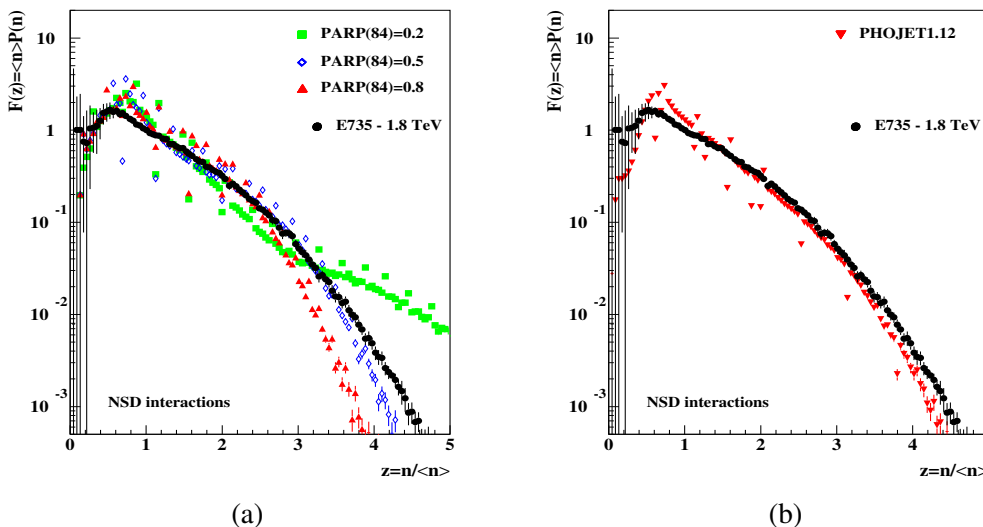 F(z)=<n>P(n)
10
1
10⁻¹
10⁻²
10⁻³
PARP(84)=0.2
PARP(84)=0.5
PARP(84)=0.8
E735 - 1.8 TeV
NSD interactions
0 1 2 3 4 5
z=n/<n>
(a)
F(z)=<n>P(n)
10
1
10⁻¹
10⁻²
10⁻³
PHOJET1.12
E735 - 1.8 TeV
NSD interactions
0 1 2 3 4
z=n/<n>
(b)